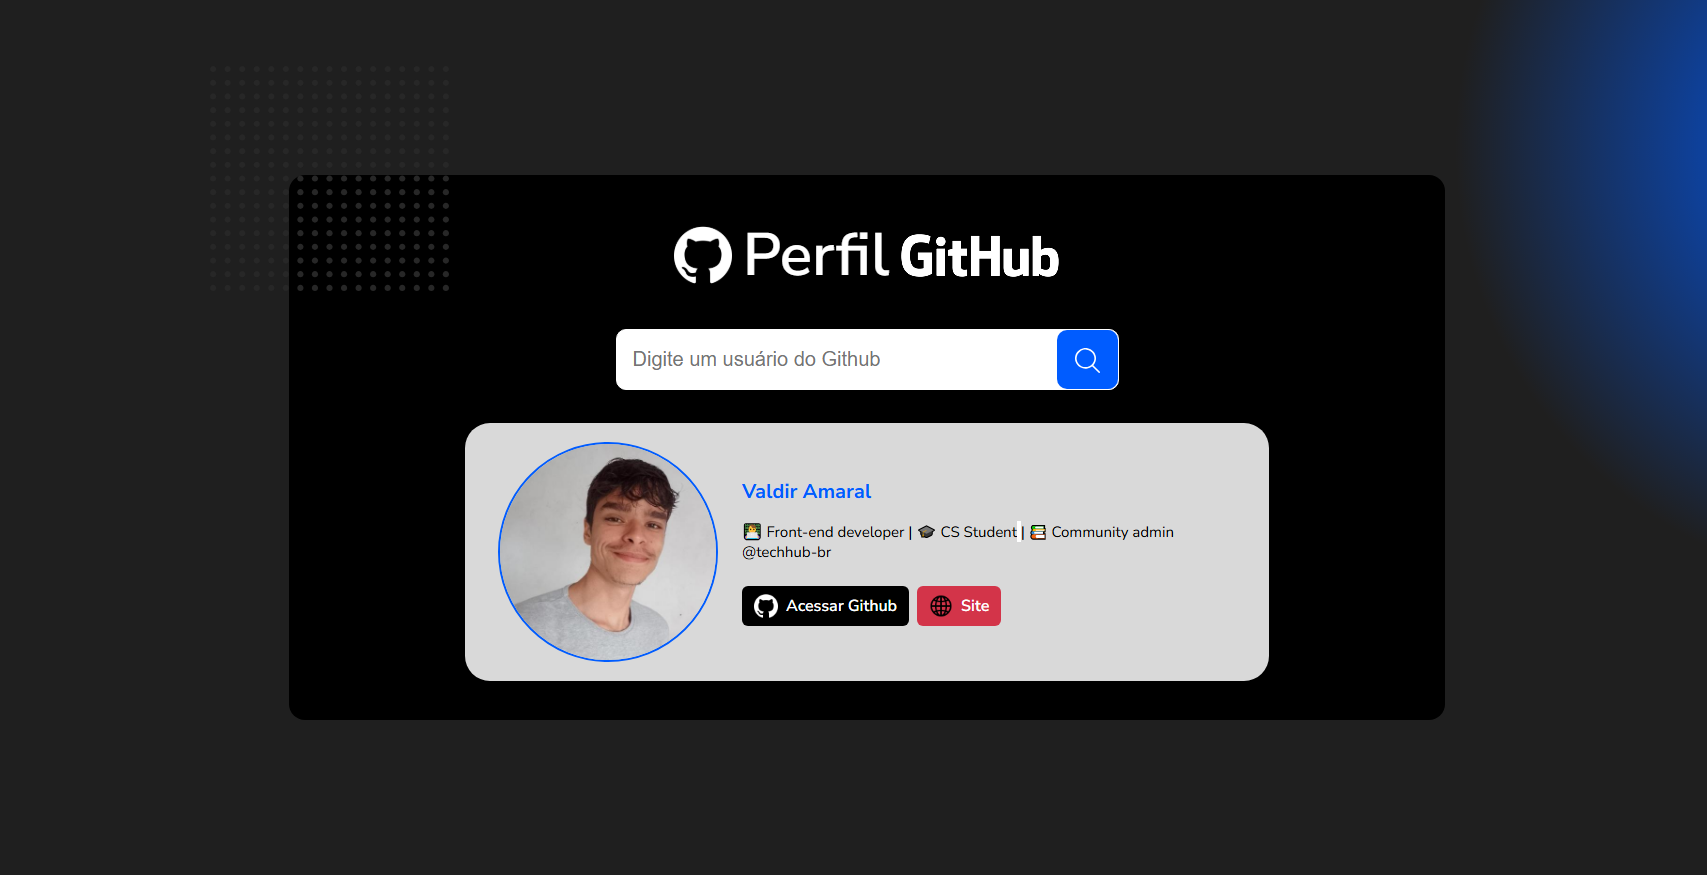 Perfil GitHub
Digite um usuário do Github
Valdir Amaral
👨‍💻 Front-end developer | 🎓 CS Student | 📚 Community admin
@techhub-br
Acessar Github Site